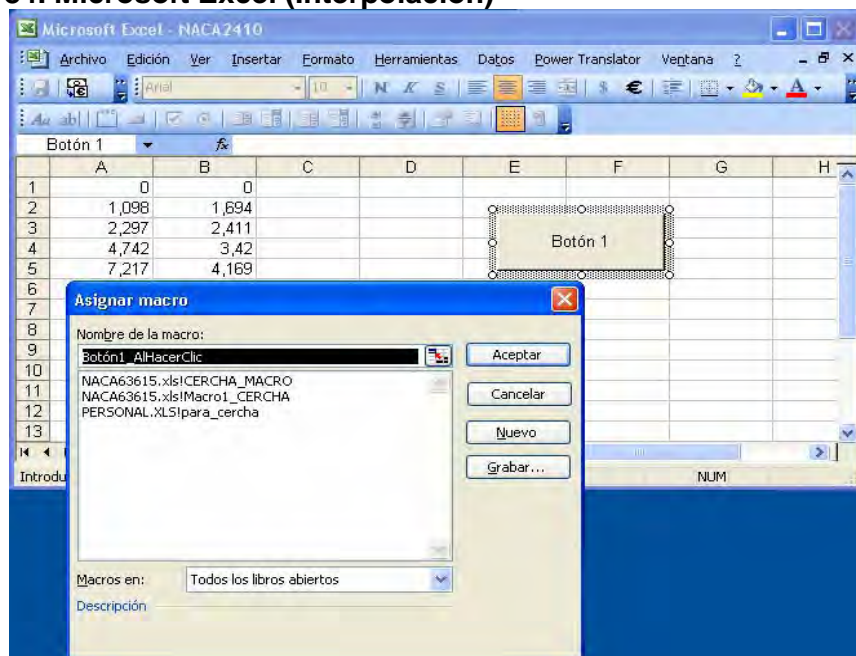 Microsoft Excel (interpolación)
Microsoft Excel - NACA2410
Archivo Edición Ver Insertar Formato Herramientas Datos Power Translator Ventana ?
Arial 10 N K S $ € A
Aa ab|
Botón 1 fx
A B C D E F G H
1 0 0
2 1,098 1,694
3 2,297 2,411
4 4,742 3,42
5 7,217 4,169
Botón 1
6
7
8
9
10
11
12
13
Asignar macro
Nombre de la macro:
Botón1_AlHacerClic
NACA63615.xls!CERCHA_MACRO
NACA63615.xls!Macro1_CERCHA
PERSONAL.XLS!para_cercha
Aceptar
Cancelar
Nuevo
Grabar...
Macros en: Todos los libros abiertos
Descripción
Introdu
NUM